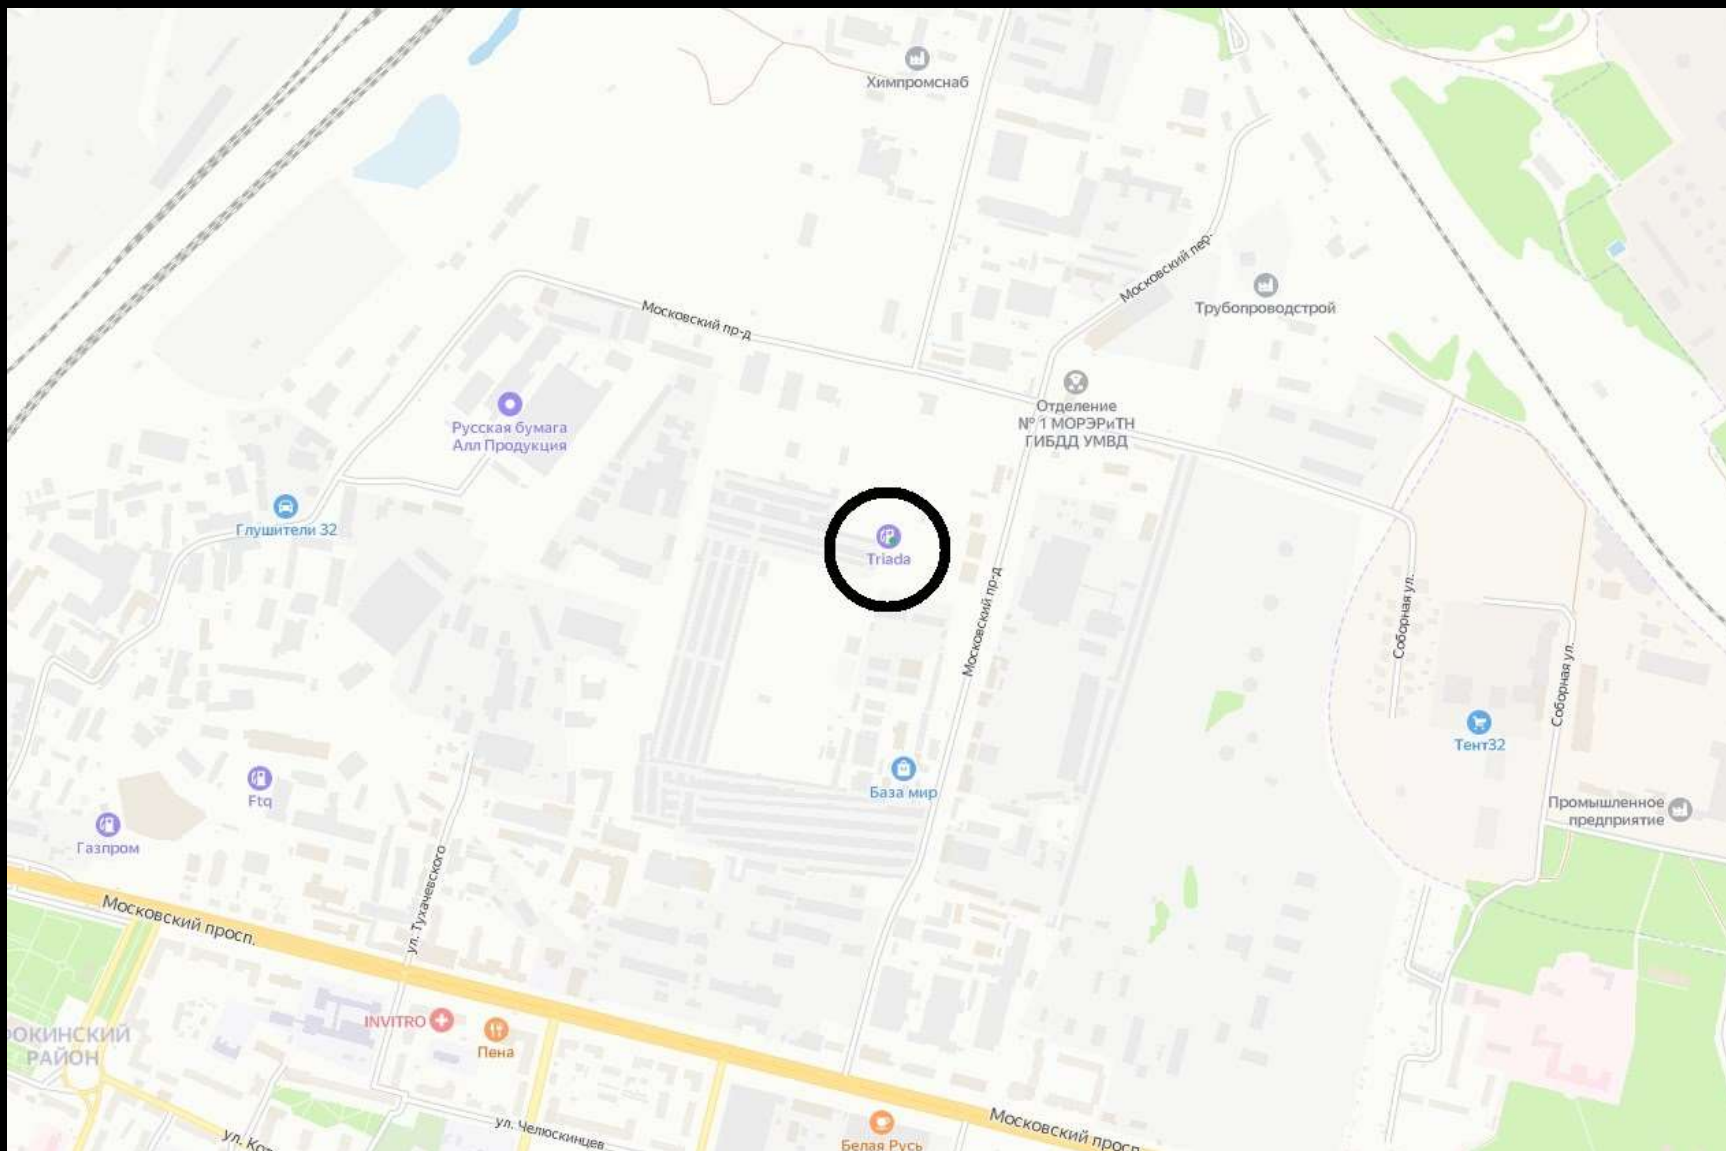 Химпромснаб
Московский пер.
Трубопроводстрой
Московский пр-д
Отделение
№ 1 МОРЭРиТН
ГИБДД УМВД
Русская бумага
Алл Продукция
Глушители 32
Triada
Московский пр-д
Соборная ул.
Соборная ул.
Тент32
База мир
Ftq
Газпром
Промышленное
предприятие
ул. Тухачевского
Московский просп.
INVITRO
Пена
ОКИНСКИЙ
РАЙОН
ул. Челюскинцев
Московский просп
Белая Русь